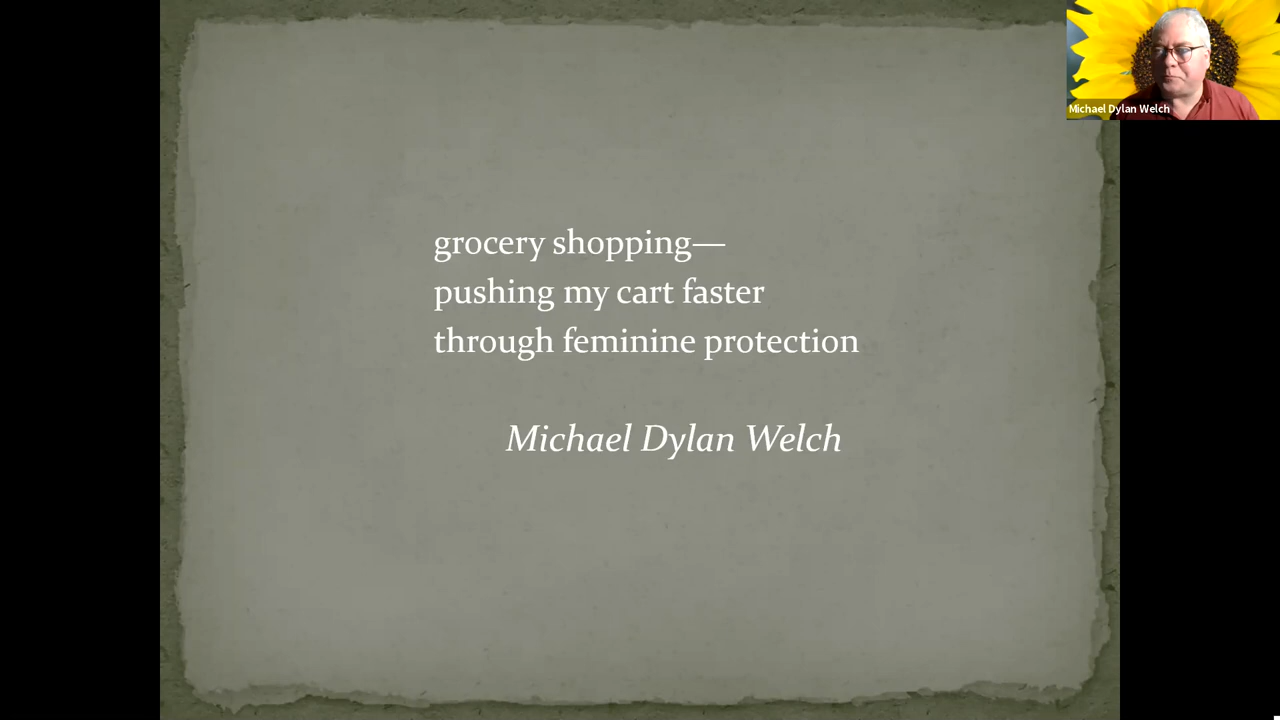 grocery shopping—
pushing my cart faster
through feminine protection
Michael Dylan Welch
Michael Dylan Welch